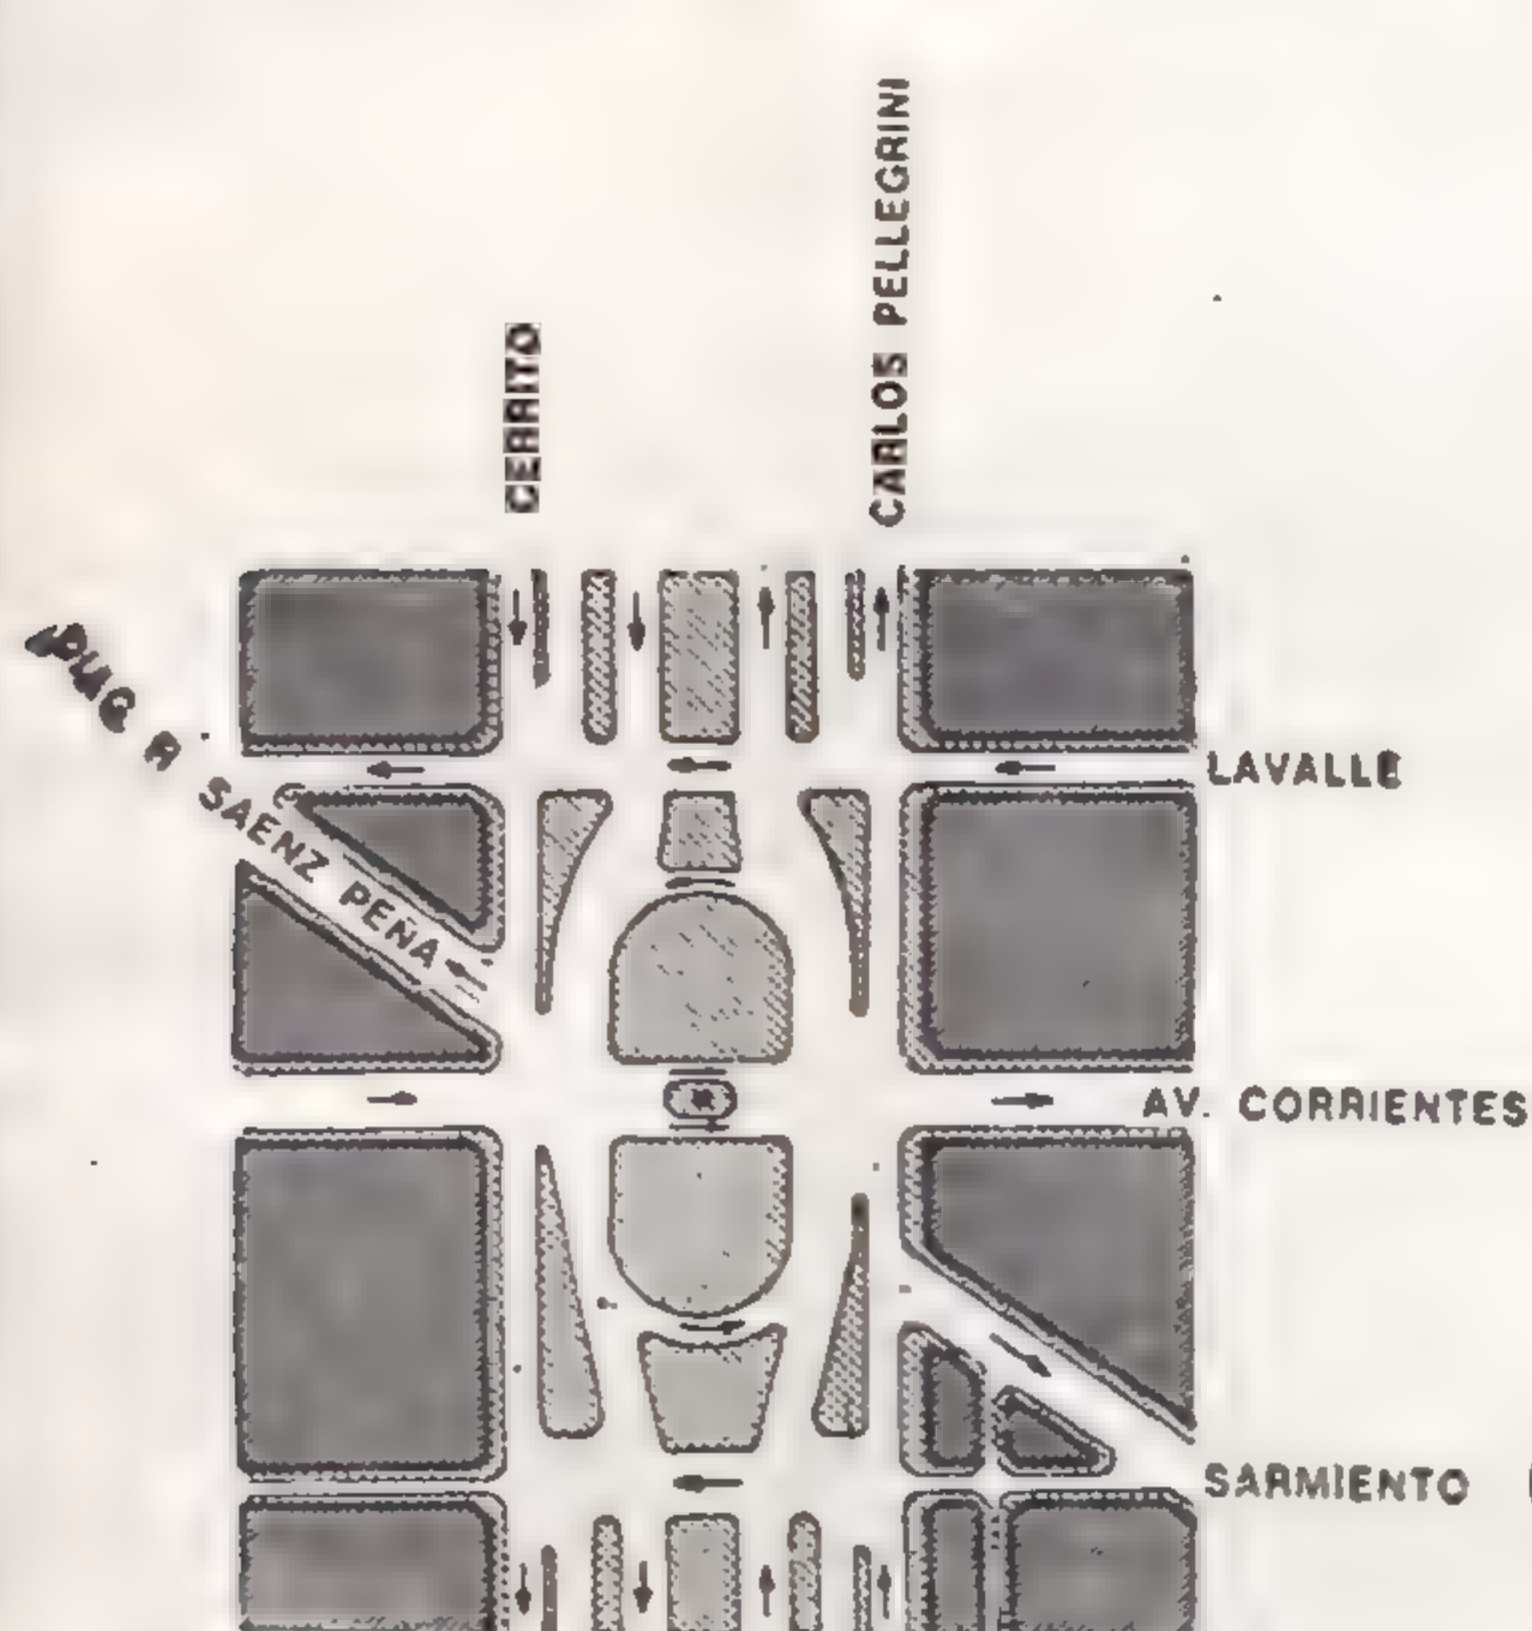 CARLOS PELLEGRINI
CERRITO
LAVALLE
SAENZ PEÑA
AV. CORRIENTES
SARMIENTO